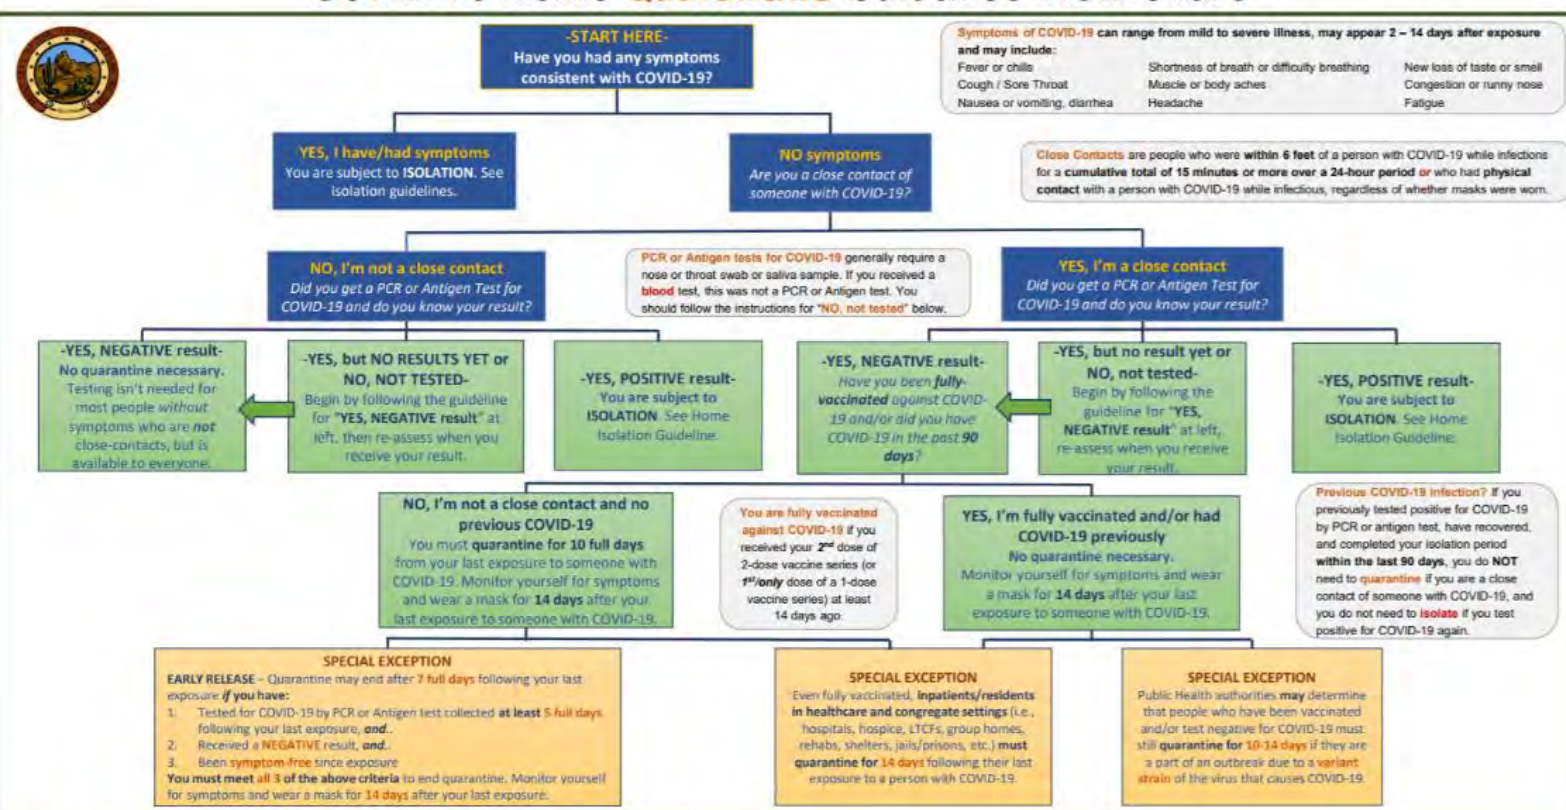 -START HERE-
Have you had any symptoms
consistent with COVID-19?
Symptoms of COVID-19 can range from mild to severe illness, may appear 2 – 14 days after exposure
and may include:
Fever or chills
Shortness of breath or difficulty breathing
New loss of taste or smell
Cough / Sore Throat
Muscle or body aches
Congestion or runny nose
Nausea or vomiting, diarrhea
Headache
Fatigue
YES, I have/had symptoms
You are subject to ISOLATION. See
isolation guidelines.
NO symptoms
Are you a close contact of
someone with COVID-19?
Close Contacts are people who were within 6 feet of a person with COVID-19 while infectious
for a cumulative total of 15 minutes or more over a 24-hour period or who had physical
contact with a person with COVID-19 while infectious, regardless of whether masks were worn.
NO, I'm not a close contact
Did you get a PCR or Antigen Test for
COVID-19 and do you know your result?
PCR or Antigen tests for COVID-19 generally require a
nose or throat swab or saliva sample. If you received a
blood test, this was not a PCR or Antigen test. You
should follow the instructions for "NO, not tested" below.
YES, I'm a close contact
Did you get a PCR or Antigen Test for
COVID-19 and do you know your result?
-YES, NEGATIVE result-
No quarantine necessary.
Testing isn't needed for
most people without
symptoms who are not
close-contacts, but is
available to everyone.
-YES, but NO RESULTS YET or
NO, NOT TESTED-
Begin by following the guideline
for "YES, NEGATIVE result" at
left, then re-assess when you
receive your result.
-YES, POSITIVE result-
You are subject to
ISOLATION. See Home
Isolation Guideline.
-YES, NEGATIVE result-
Have you been fully-
vaccinated against COVID-
19 and/or did you have
COVID-19 in the past 90
days?
-YES, but no result yet or
NO, not tested-
Begin by following the
guideline for "YES,
NEGATIVE result" at left,
re-assess when you receive
your result.
-YES, POSITIVE result-
You are subject to
ISOLATION. See Home
Isolation Guideline.
NO, I'm not a close contact and no
previous COVID-19
You must quarantine for 10 full days
from your last exposure to someone with
COVID-19. Monitor yourself for symptoms
and wear a mask for 14 days after your
last exposure to someone with COVID-19.
You are fully vaccinated
against COVID-19 if you
received your 2nd dose of
2-dose vaccine series (or
1st/only dose of a 1-dose
vaccine series) at least
14 days ago.
YES, I'm fully vaccinated and/or had
COVID-19 previously
No quarantine necessary.
Monitor yourself for symptoms and wear
a mask for 14 days after your last
exposure to someone with COVID-19.
Previous COVID-19 Infection? If you
previously tested positive for COVID-19
by PCR or antigen test, have recovered,
and completed your isolation period
within the last 90 days, you do NOT
need to quarantine if you are a close
contact of someone with COVID-19, and
you do not need to isolate if you test
positive for COVID-19 again.
SPECIAL EXCEPTION
EARLY RELEASE – Quarantine may end after 7 full days following your last
exposure if you have:
1. Tested for COVID-19 by PCR or Antigen test collected at least 5 full days
following your last exposure, and..
2. Received a NEGATIVE result, and..
3. Been symptom-free since exposure
You must meet all 3 of the above criteria to end quarantine. Monitor yourself
for symptoms and wear a mask for 14 days after your last exposure.
SPECIAL EXCEPTION
Even fully vaccinated, inpatients/residents
in healthcare and congregate settings (i.e.,
hospitals, hospice, LTCFs, group homes,
rehabs, shelters, jails/prisons, etc.) must
quarantine for 14 days following their last
exposure to a person with COVID-19.
SPECIAL EXCEPTION
Public Health authorities may determine
that people who have been vaccinated
and/or test negative for COVID-19 must
still quarantine for 10-14 days if they are
a part of an outbreak due to a variant
strain of the virus that causes COVID-19.